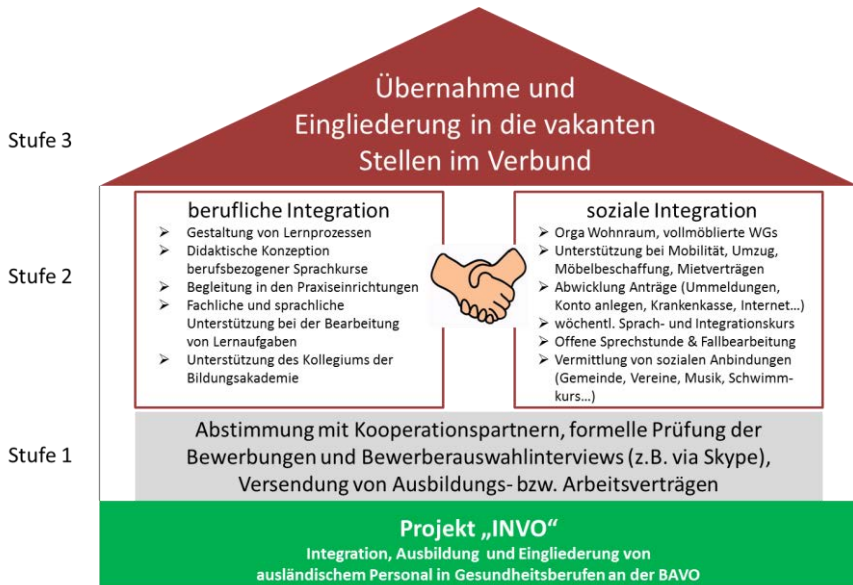 Übernahme und
Eingliederung in die vakanten
Stellen im Verbund
Stufe 3
berufliche Integration
➢ Gestaltung von Lernprozessen
➢ Didaktische Konzeption
berufsbezogener Sprachkurse
➢ Begleitung in den Praxiseinrichtungen
➢ Fachliche und sprachliche
Unterstützung bei der Bearbeitung
von Lernaufgaben
➢ Unterstützung des Kollegiums der
Bildungsakademie
Stufe 2
soziale Integration
➢ Orga Wohnraum, vollmöblierte WGs
➢ Unterstützung bei Mobilität, Umzug,
Möbelbeschaffung, Mietverträgen
➢ Abwicklung Anträge (Ummeldungen,
Konto anlegen, Krankenkasse, Internet...)
➢ wöchentl. Sprach- und Integrationskurs
➢ Offene Sprechstunde & Fallbearbeitung
➢ Vermittlung von sozialen Anbindungen
(Gemeinde, Vereine, Musik, Schwimm-
kurs...)
Stufe 1
Abstimmung mit Kooperationspartnern, formelle Prüfung der
Bewerbungen und Bewerberauswahlinterviews (z.B. via Skype),
Versendung von Ausbildungs- bzw. Arbeitsverträgen
Projekt „INVO“
Integration, Ausbildung und Eingliederung von
ausländischem Personal in Gesundheitsberufen an der BAVO